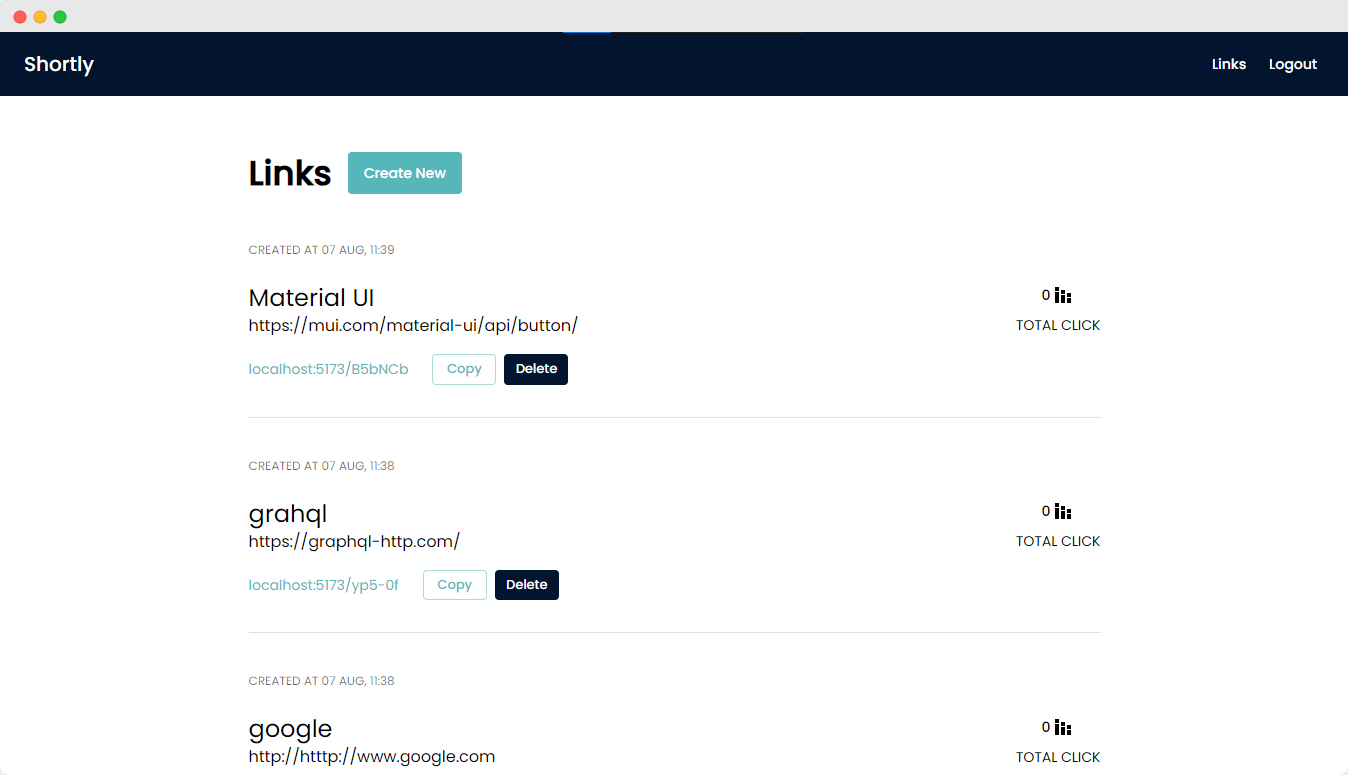 Shortly
Links Logout
Links Create New
CREATED AT 07 AUG, 11:39
Material UI
https://mui.com/material-ui/api/button/
0
TOTAL CLICK
localhost:5173/B5bNCb Copy Delete
CREATED AT 07 AUG, 11:38
grahql
https://graphql-http.com/
0
TOTAL CLICK
localhost:5173/yp5-0f Copy Delete
CREATED AT 07 AUG, 11:38
google
http://htttp://www.google.com
0
TOTAL CLICK